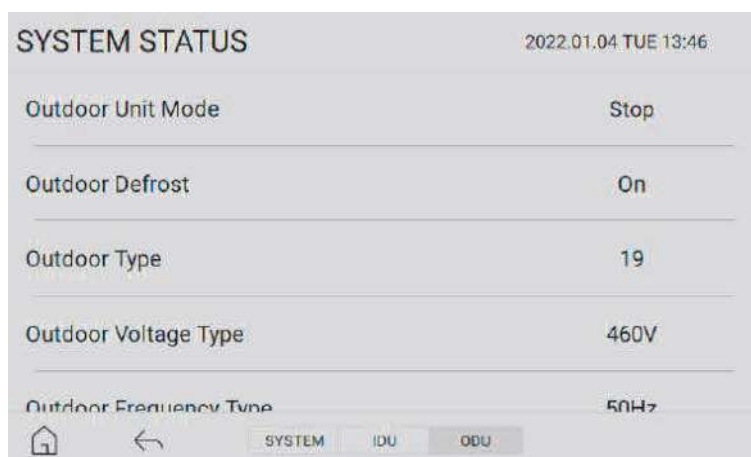 SYSTEM STATUS 2022.01.04 TUE 13:46
Outdoor Unit Mode Stop
Outdoor Defrost On
Outdoor Type 19
Outdoor Voltage Type 460V
Outdoor Frequency Type 50Hz
SYSTEM IDU ODU